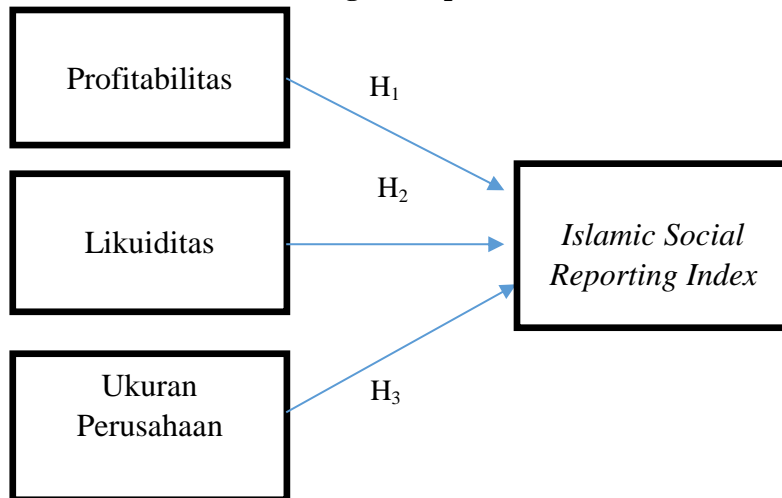 Profitabilitas
H₁
Likuiditas
H₂
Islamic Social
Reporting Index
Ukuran
Perusahaan
H₃